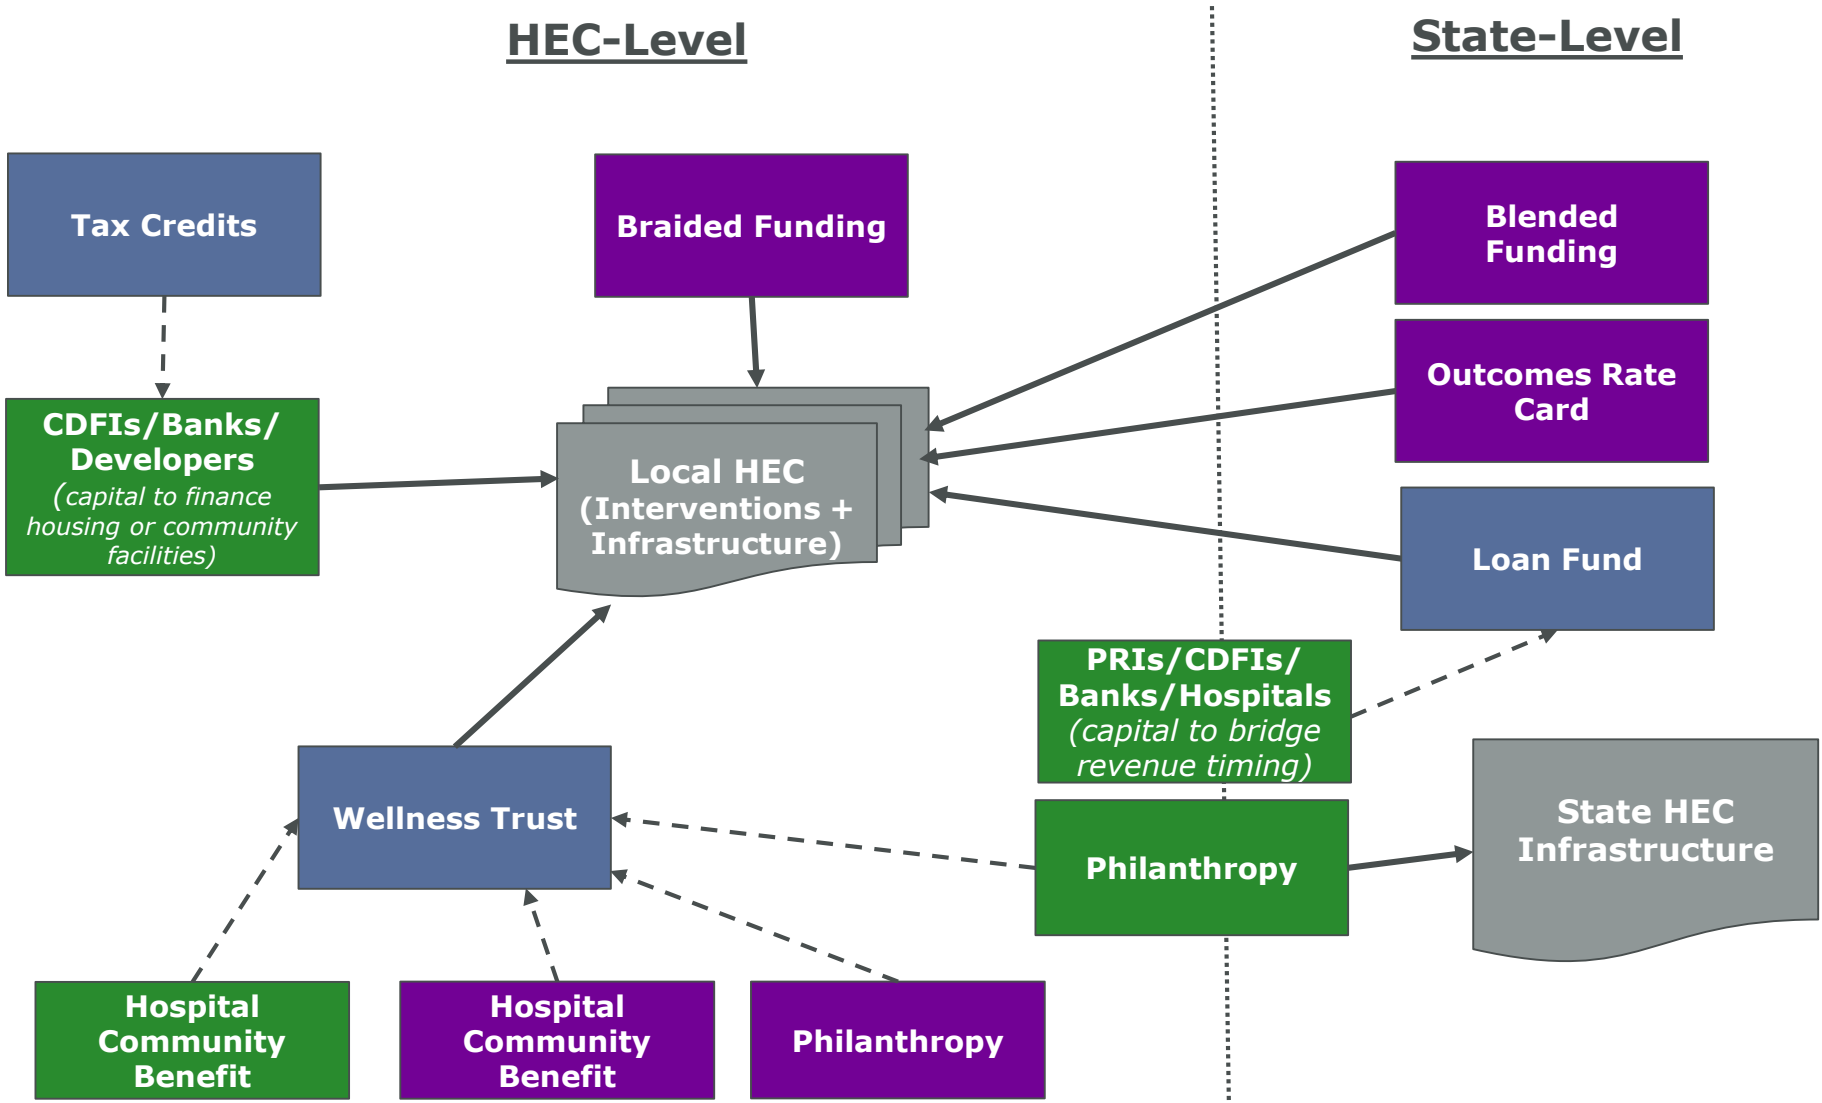 HEC-Level
State-Level
Tax Credits
Braided Funding
Blended
Funding
Outcomes Rate
Card
CDFIs/Banks/
Developers
(capital to finance
housing or community
facilities)
Local HEC
(Interventions +
Infrastructure)
Loan Fund
PRIs/CDFIs/
Banks/Hospitals
(capital to bridge
revenue timing)
Wellness Trust
Philanthropy
State HEC
Infrastructure
Hospital
Community
Benefit
Hospital
Community
Benefit
Philanthropy